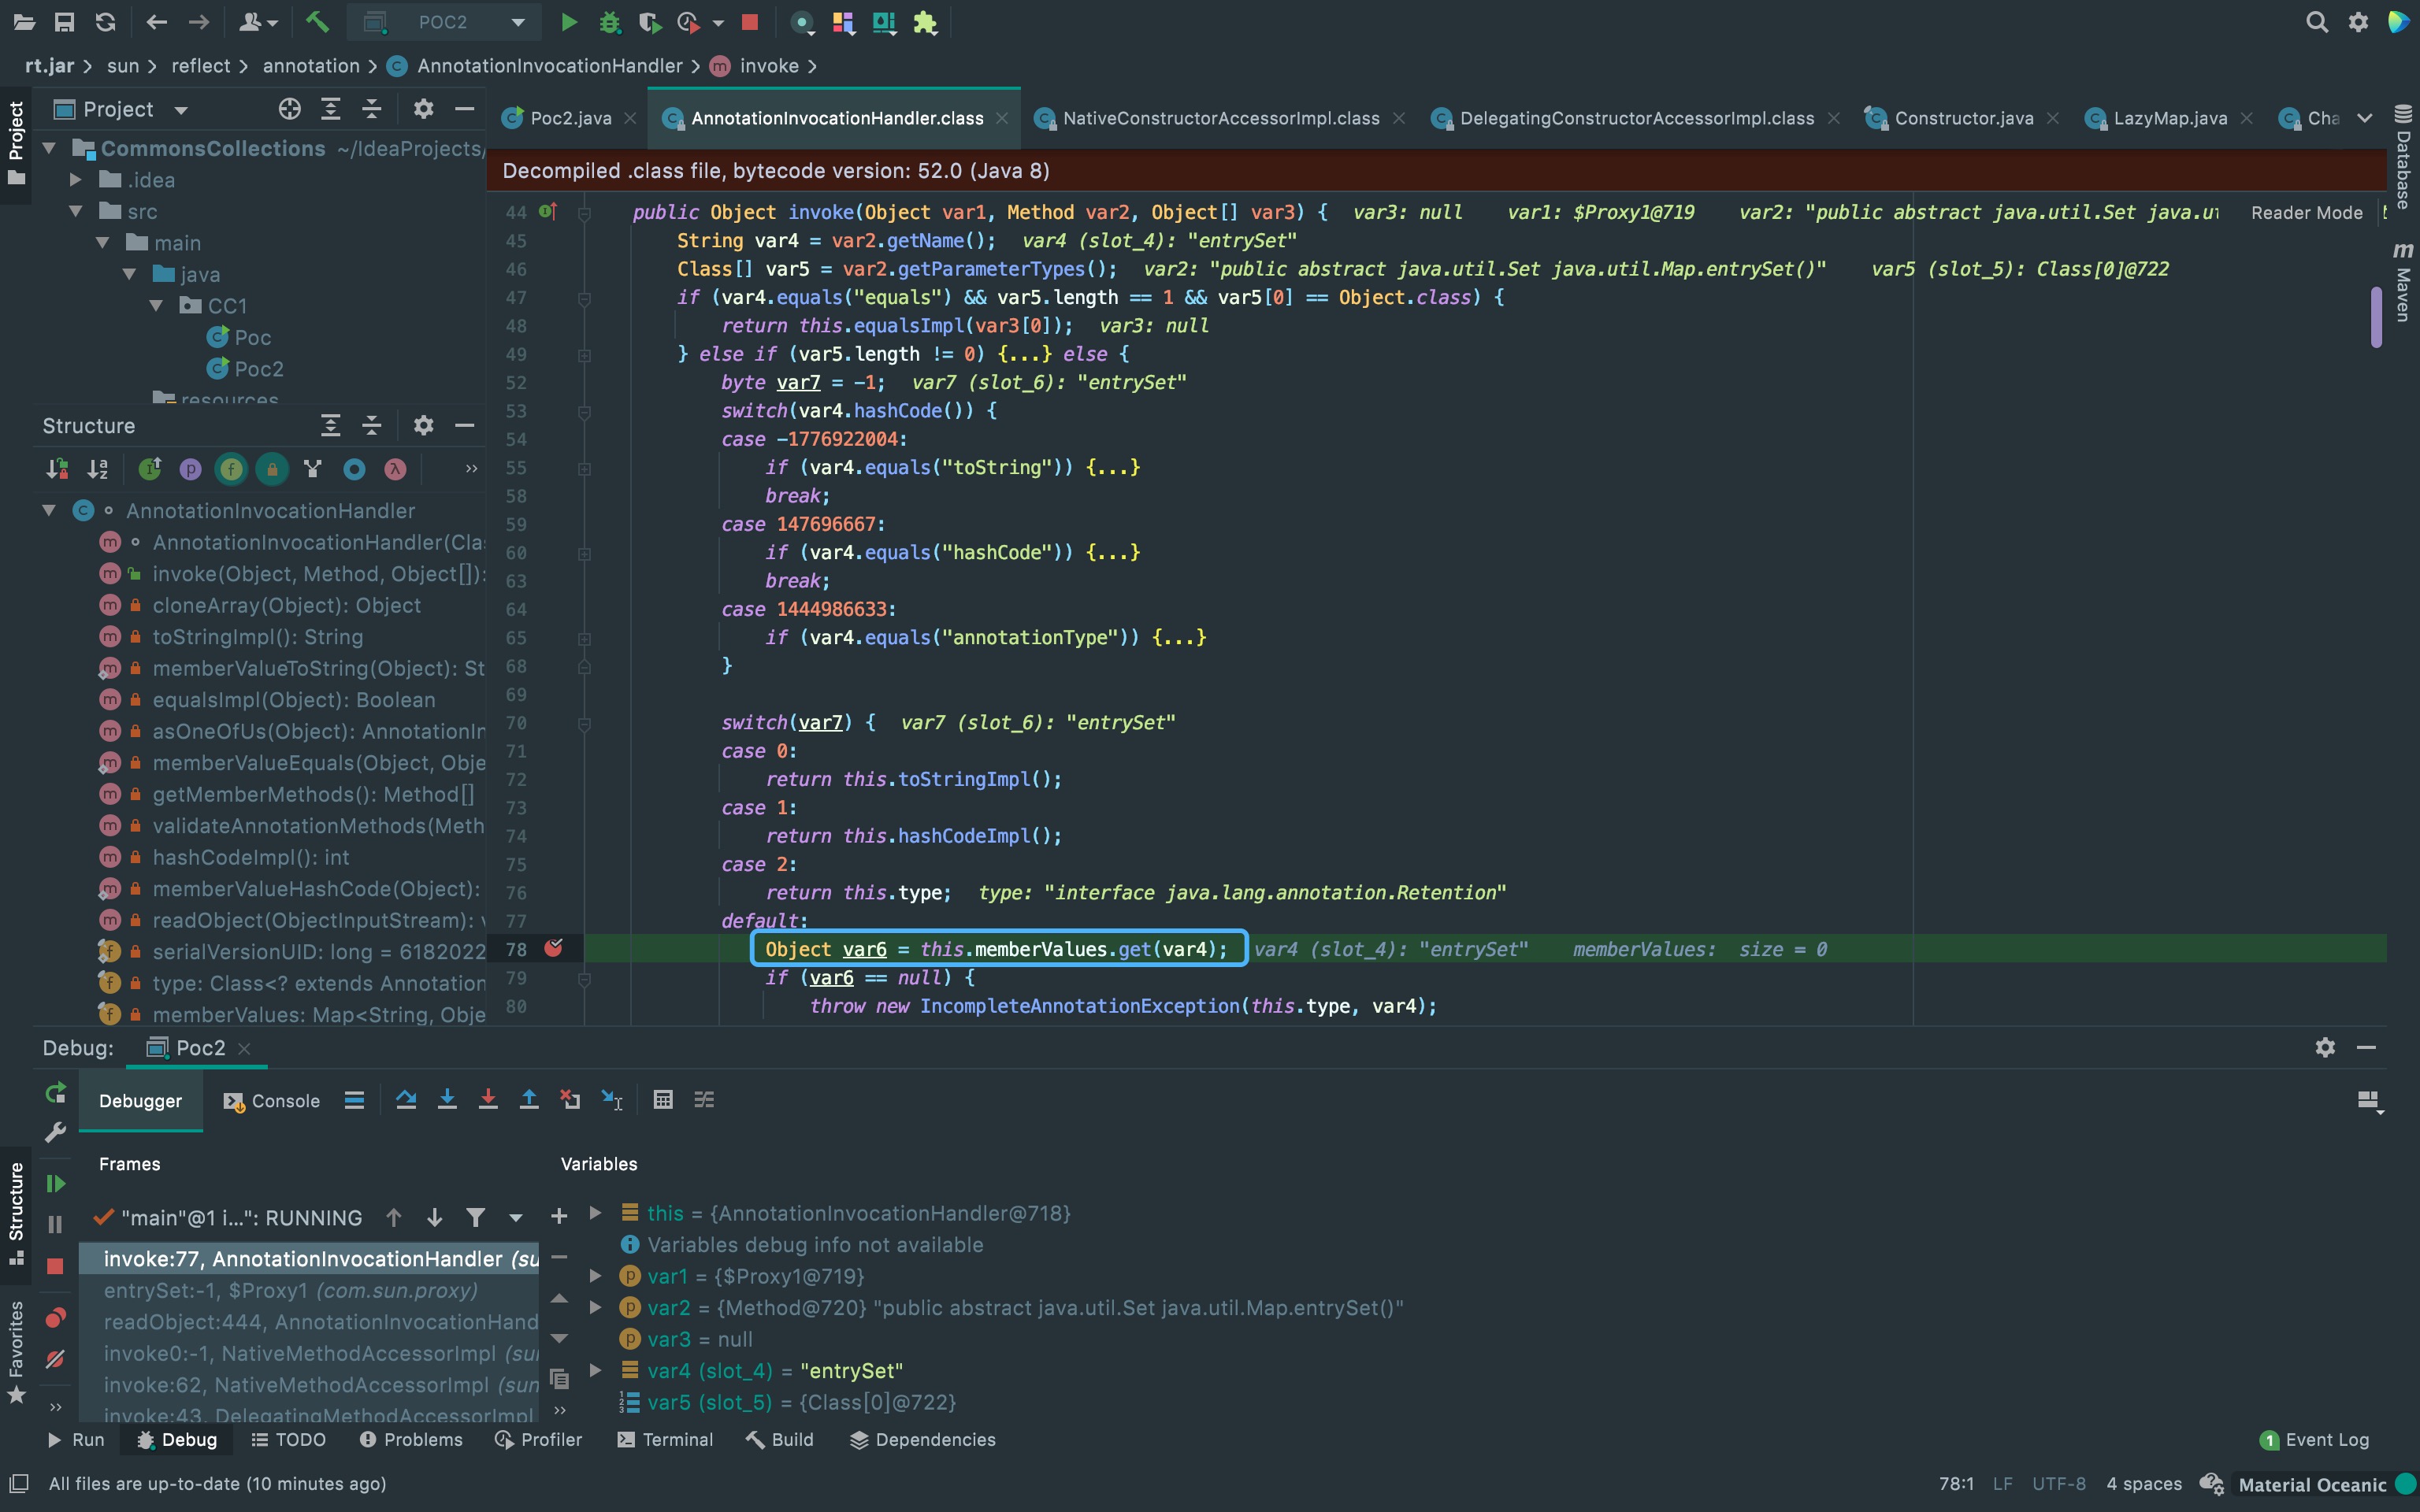 POC2
rt.jar > sun > reflect > annotation > AnnotationInvocationHandler > invoke >
Project
Poc2.java
AnnotationInvocationHandler.class
NativeConstructorAccessorImpl.class
DelegatingConstructorAccessorImpl.class
Constructor.java
LazyMap.java
Cha
Project
CommonsCollections ~/IdeaProjects/
.idea
src
main
java
CC1
Poc
Poc2
resources
Structure
AnnotationInvocationHandler
AnnotationInvocationHandler(Cla
invoke(Object, Method, Object[]):
cloneArray(Object): Object
toStringImpl(): String
memberValueToString(Object): St
equalsImpl(Object): Boolean
asOneOfUs(Object): AnnotationIn
memberValueEquals(Object, Obje
getMemberMethods(): Method[]
validateAnnotationMethods(Meth
hashCodeImpl(): int
memberValueHashCode(Object):
readObject(ObjectInputStream): v
serialVersionUID: long = 6182022
type: Class<? extends Annotation
memberValues: Map<String, Obje
Decompiled .class file, bytecode version: 52.0 (Java 8)
Reader Mode
44 public Object invoke(Object var1, Method var2, Object[] var3) { var3: null var1: $Proxy1@719 var2: "public abstract java.util.Set java.ut
45 String var4 = var2.getName(); var4 (slot_4): "entrySet"
46 Class[] var5 = var2.getParameterTypes(); var2: "public abstract java.util.Set java.util.Map.entrySet()" var5 (slot_5): Class[0]@722
47 if (var4.equals("equals") && var5.length == 1 && var5[0] == Object.class) {
48 return this.equalsImpl(var3[0]); var3: null
49 } else if (var5.length != 0) {...} else {
52 byte var7 = -1; var7 (slot_6): "entrySet"
53 switch(var4.hashCode()) {
54 case -1776922004:
55 if (var4.equals("toString")) {...}
58 break;
59 case 147696667:
60 if (var4.equals("hashCode")) {...}
63 break;
64 case 1444986633:
65 if (var4.equals("annotationType")) {...}
68 }
69
70 switch(var7) { var7 (slot_6): "entrySet"
71 case 0:
72 return this.toStringImpl();
73 case 1:
74 return this.hashCodeImpl();
75 case 2:
76 return this.type; type: "interface java.lang.annotation.Retention"
77 default:
78 Object var6 = this.memberValues.get(var4); var4 (slot_4): "entrySet" memberValues: size = 0
79 if (var6 == null) {
80 throw new IncompleteAnnotationException(this.type, var4);
Database
Maven
Debug: Poc2
Debugger Console
Structure
Favorites
Frames
"main"@1 i...": RUNNING
invoke:77, AnnotationInvocationHandler (su
entrySet:-1, $Proxy1 (com.sun.proxy)
readObject:444, AnnotationInvocationHand
invoke0:-1, NativeMethodAccessorImpl (sun
invoke:62, NativeMethodAccessorImpl (sun
invoke:43, DelegatingMethodAccessorImpl
Variables
this = {AnnotationInvocationHandler@718}
Variables debug info not available
var1 = {$Proxy1@719}
var2 = {Method@720} "public abstract java.util.Set java.util.Map.entrySet()"
var3 = null
var4 (slot_4) = "entrySet"
var5 (slot_5) = {Class[0]@722}
Run Debug TODO Problems Profiler Terminal Build Dependencies
1 Event Log
All files are up-to-date (10 minutes ago)
78:1 LF UTF-8 4 spaces Material Oceanic